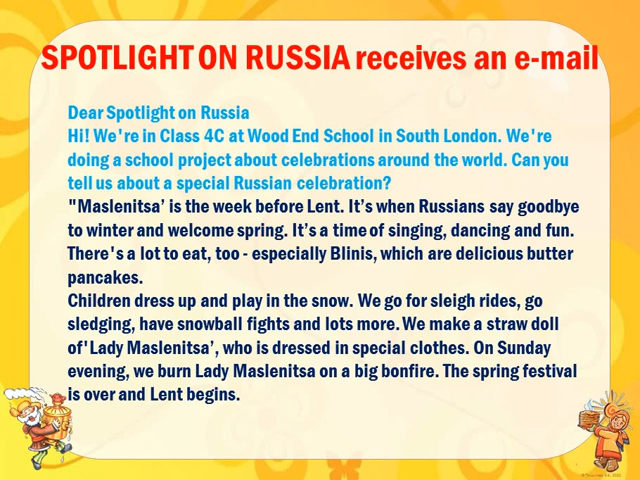 SPOTLIGHT ON RUSSIA receives an e-mail
Dear Spotlight on Russia
Hi! We're in Class 4C at Wood End School in South London. We're
doing a school project about celebrations around the world. Can you
tell us about a special Russian celebration?
"Maslenitsa’ is the week before Lent. It’s when Russians say goodbye
to winter and welcome spring. It’s a time of singing, dancing and fun.
There's a lot to eat, too - especially Blinis, which are delicious butter
pancakes.
Children dress up and play in the snow. We go for sleigh rides, go
sledging, have snowball fights and lots more. We make a straw doll
of'Lady Maslenitsa’, who is dressed in special clothes. On Sunday
evening, we burn Lady Maslenitsa on a big bonfire. The spring festival
is over and Lent begins.